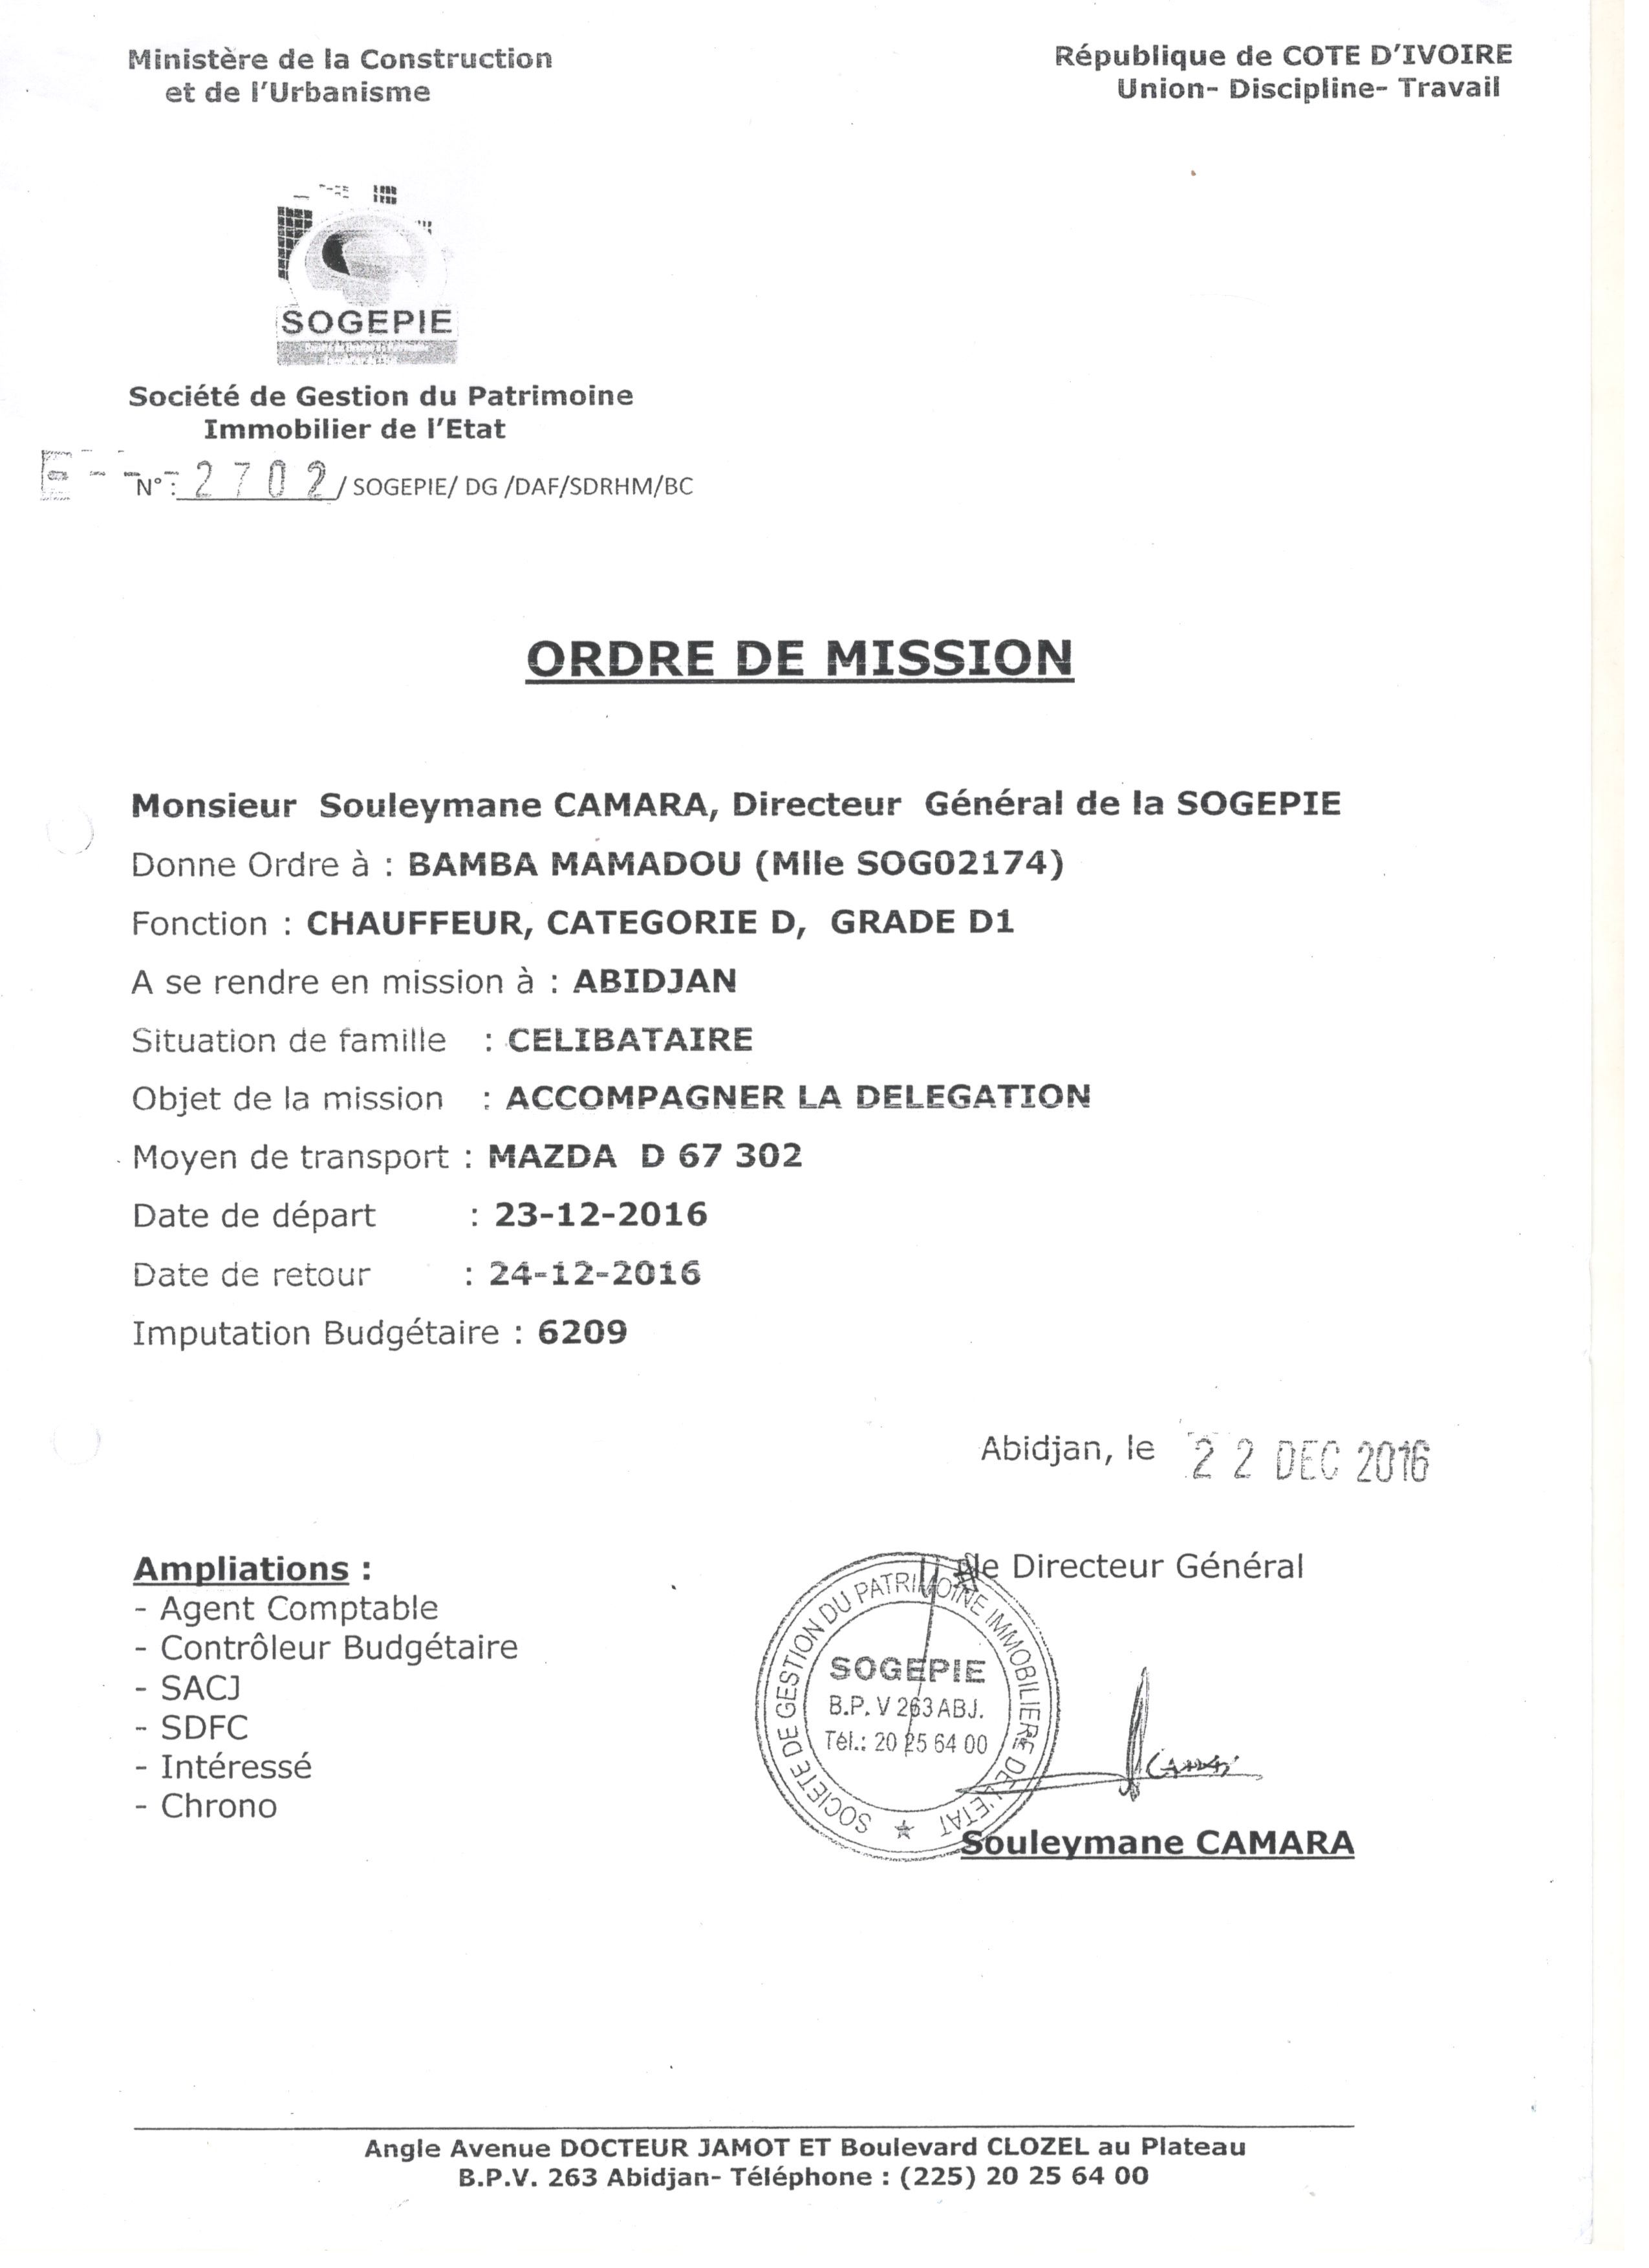 Ministère de la Construction
et de l'Urbanisme
République de COTE D'IVOIRE
Union- Discipline- Travail
SOGEPIE
Société de Gestion du Patrimoine
Immobilier de l'Etat
E - - - N° : 2702 / SOGEPIE/ DG /DAF/SDRHM/BC
ORDRE DE MISSION
Monsieur Souleymane CAMARA, Directeur Général de la SOGEPIE
Donne Ordre à : BAMBA MAMADOU (Mlle SOG02174)
Fonction : CHAUFFEUR, CATEGORIE D, GRADE D1
A se rendre en mission à : ABIDJAN
Situation de famille : CELIBATAIRE
Objet de la mission : ACCOMPAGNER LA DELEGATION
Moyen de transport : MAZDA D 67 302
Date de départ : 23-12-2016
Date de retour : 24-12-2016
Imputation Budgétaire : 6209
Abidjan, le 22 DEC 2016
Ampliations :
- Agent Comptable
- Contrôleur Budgétaire
- SACJ
- SDFC
- Intéressé
- Chrono
le Directeur Général
SOCIETE DE GESTION DU PATRIMOINE IMMOBILIERE DE L'ETAT
SOGEPIE
B.P. V 263 ABJ.
Tél.: 20 25 64 00
Souleymane CAMARA
Angle Avenue DOCTEUR JAMOT ET Boulevard CLOZEL au Plateau
B.P.V. 263 Abidjan- Téléphone : (225) 20 25 64 00